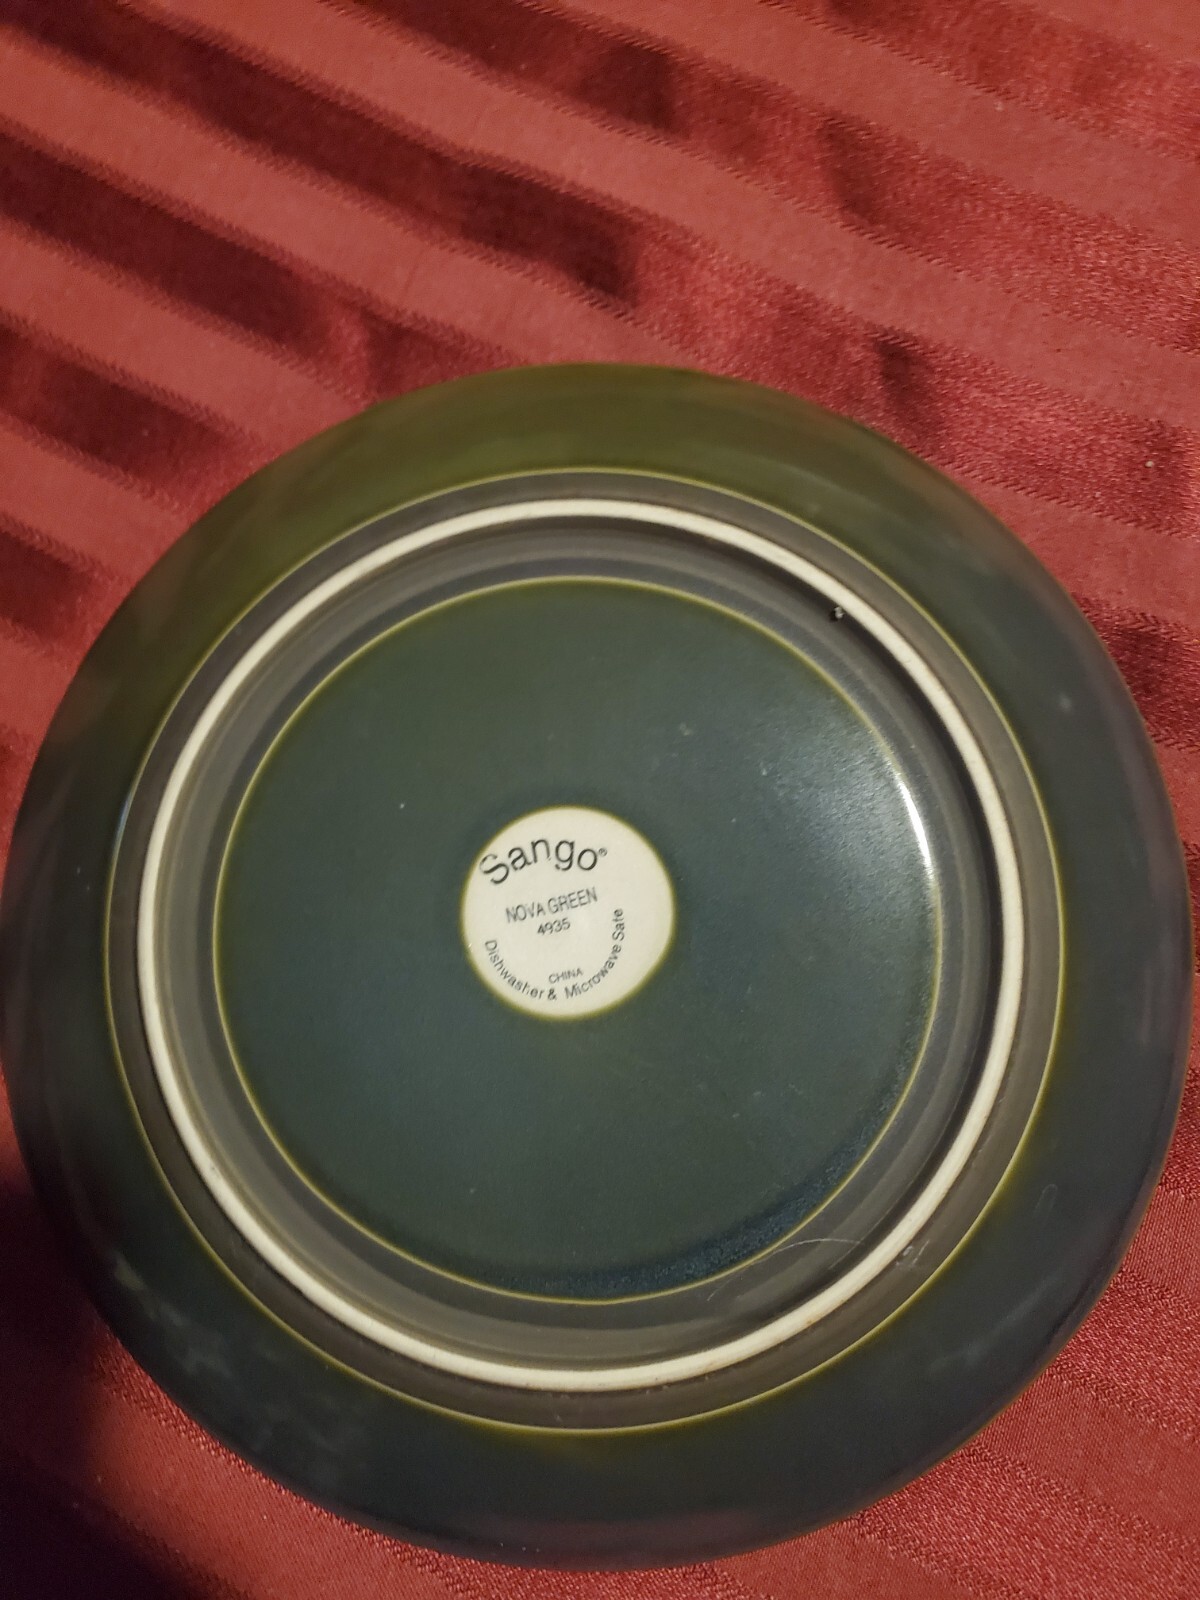 Sango®
NOVA GREEN
4935
CHINA
Dishwasher & Microwave Safe